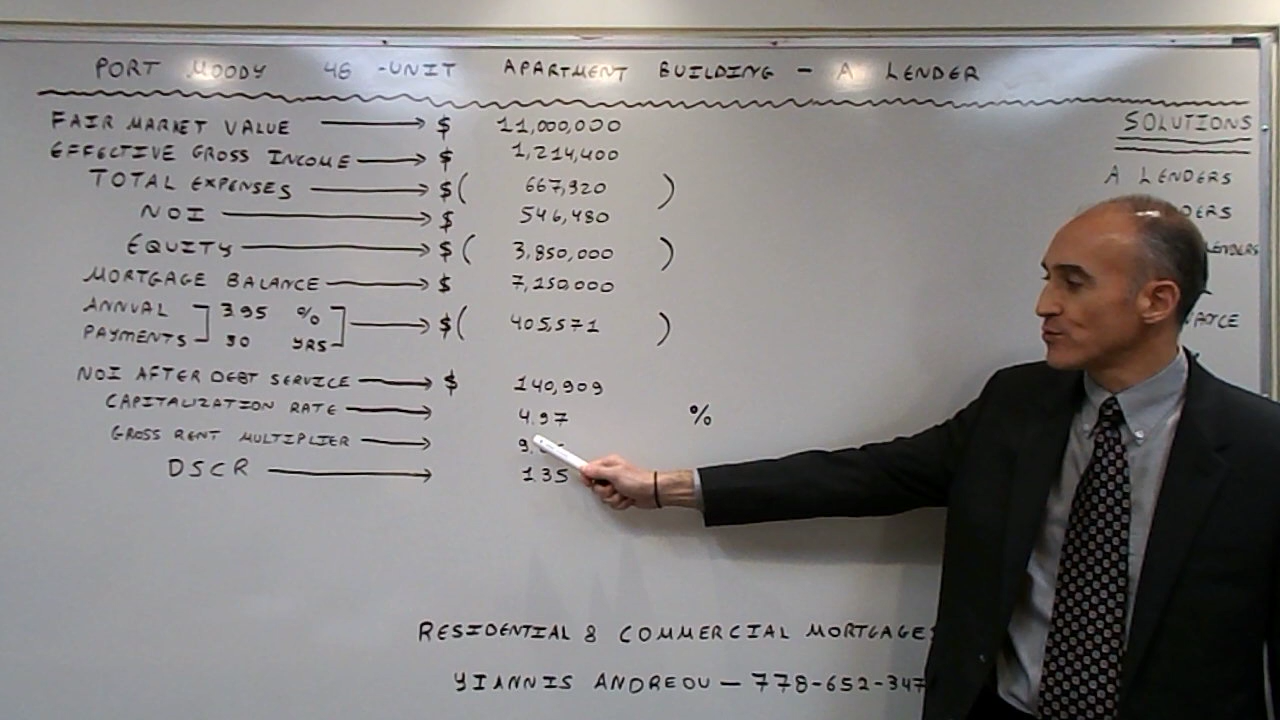 PORT MOODY 46-UNIT APARTMENT BUILDING - A LENDER
FAIR MARKET VALUE → $ 11,000,000
EFFECTIVE GROSS INCOME → $ 1,214,400
TOTAL EXPENSES → $( 667,920 )
NOI → $ 546,480
EQUITY → $( 3,850,000 )
MORTGAGE BALANCE → $ 7,150,000
ANNUAL 3.95 %
PAYMENTS 30 YRS → $( 405,571 )
NOI AFTER DEBT SERVICE → $ 140,909
CAPITALIZATION RATE → 4.97 %
GROSS RENT MULTIPLIER →
DSCR → 1.35
SOLUTIONS
A LENDERS
RESIDENTIAL & COMMERCIAL MORTGAGES
YIANNIS ANDREOU - 778-652-347